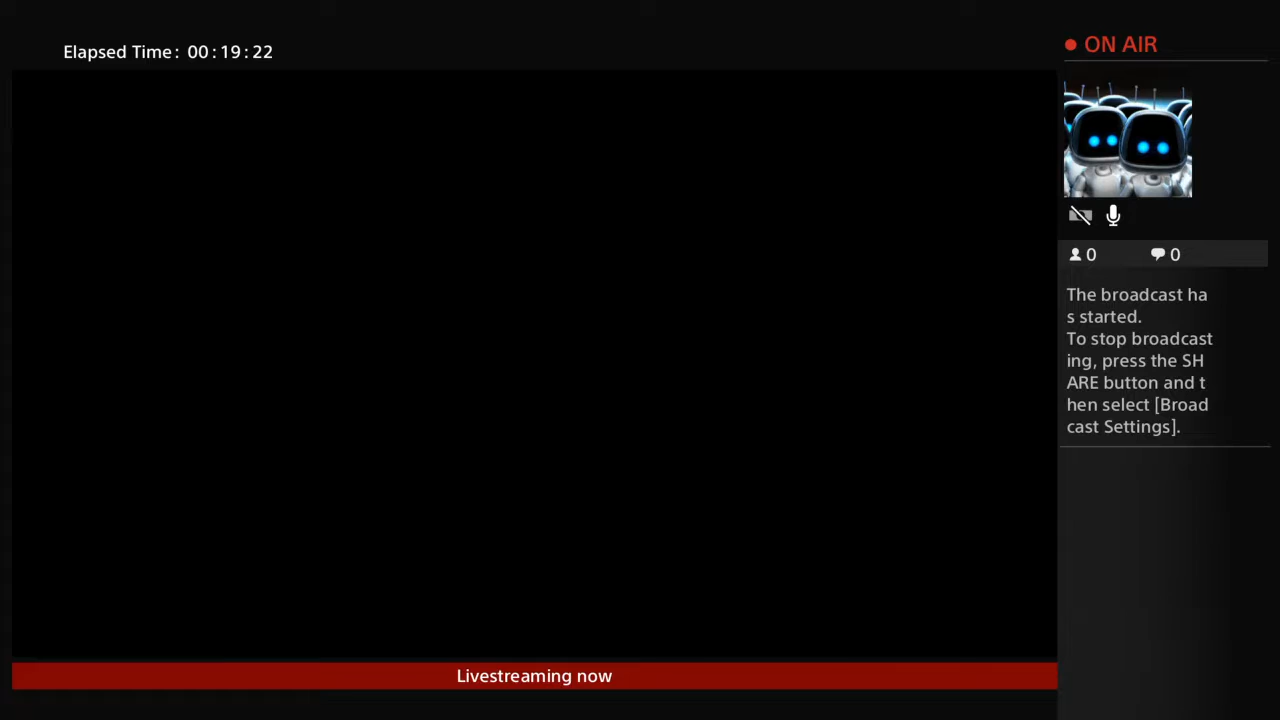 Elapsed Time: 00:19:22
ON AIR
0 0
The broadcast ha
s started.
To stop broadcast
ing, press the SH
ARE button and t
hen select [Broad
cast Settings].
Livestreaming now